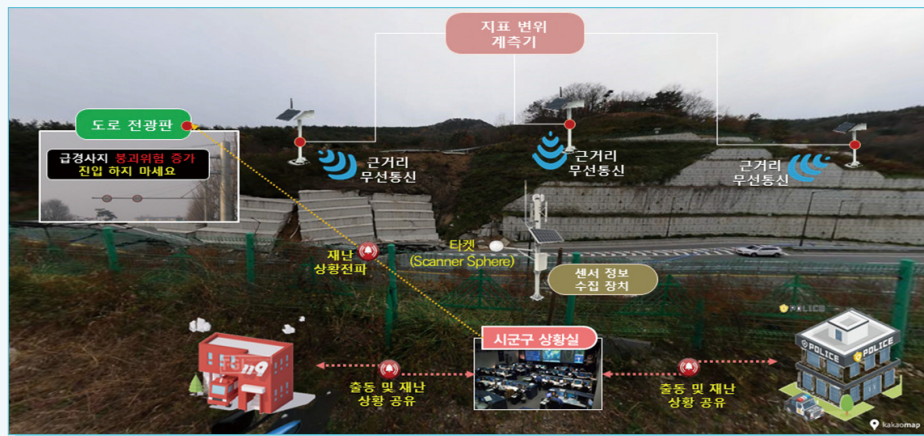 지표 변위
계측기
도로 전광판
급경사지 붕괴위험 증가
진입 하지 마세요
근거리
무선통신
근거리
무선통신
근거리
무선통신
재난
상황전파
타켓
(Scanner Sphere)
센서 정보
수집 장치
시군구 상황실
119
출동 및 재난
상황 공유
출동 및 재난
상황 공유
POLICE
POLICE
POLICE
kakaomap